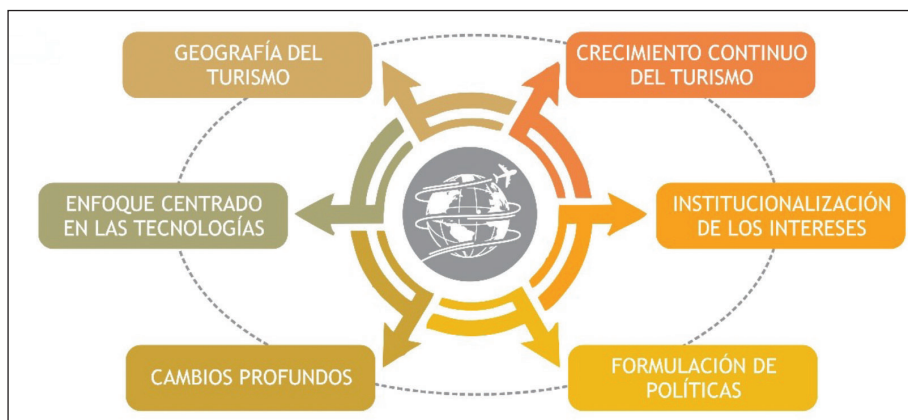 GEOGRAFÍA DEL
TURISMO
CRECIMIENTO CONTINUO
DEL TURISMO
ENFOQUE CENTRADO
EN LAS TECNOLOGÍAS
INSTITUCIONALIZACIÓN
DE LOS INTERESES
CAMBIOS PROFUNDOS
FORMULACIÓN DE
POLÍTICAS